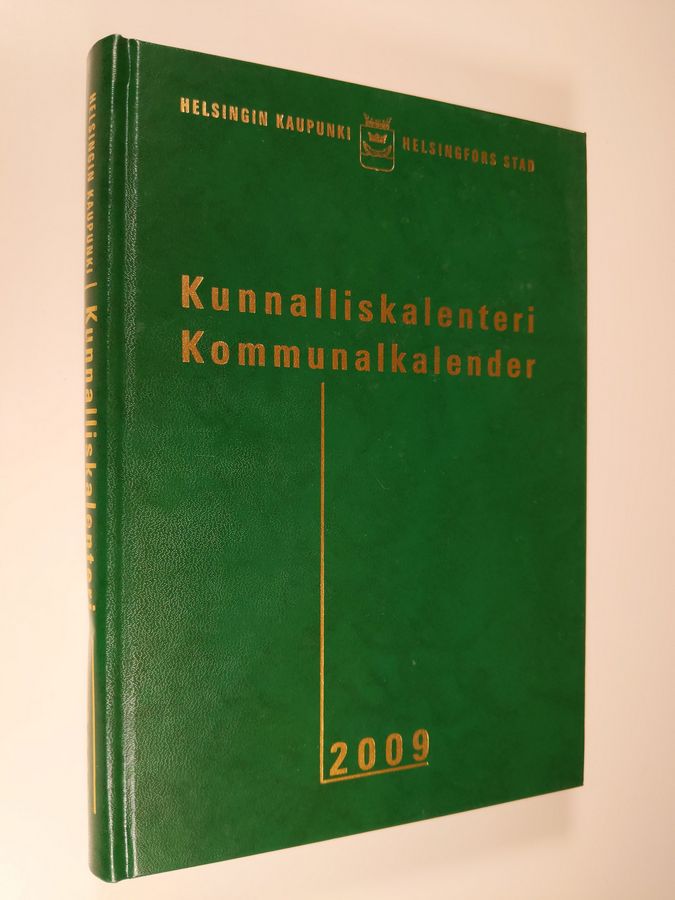 HELSINGIN KAUPUNKI HELSINGFORS STAD
Kunnalliskalenteri
Kommunalkalender
2009
HELSINGIN KAUPUNKI | Kunnalliskalenteri